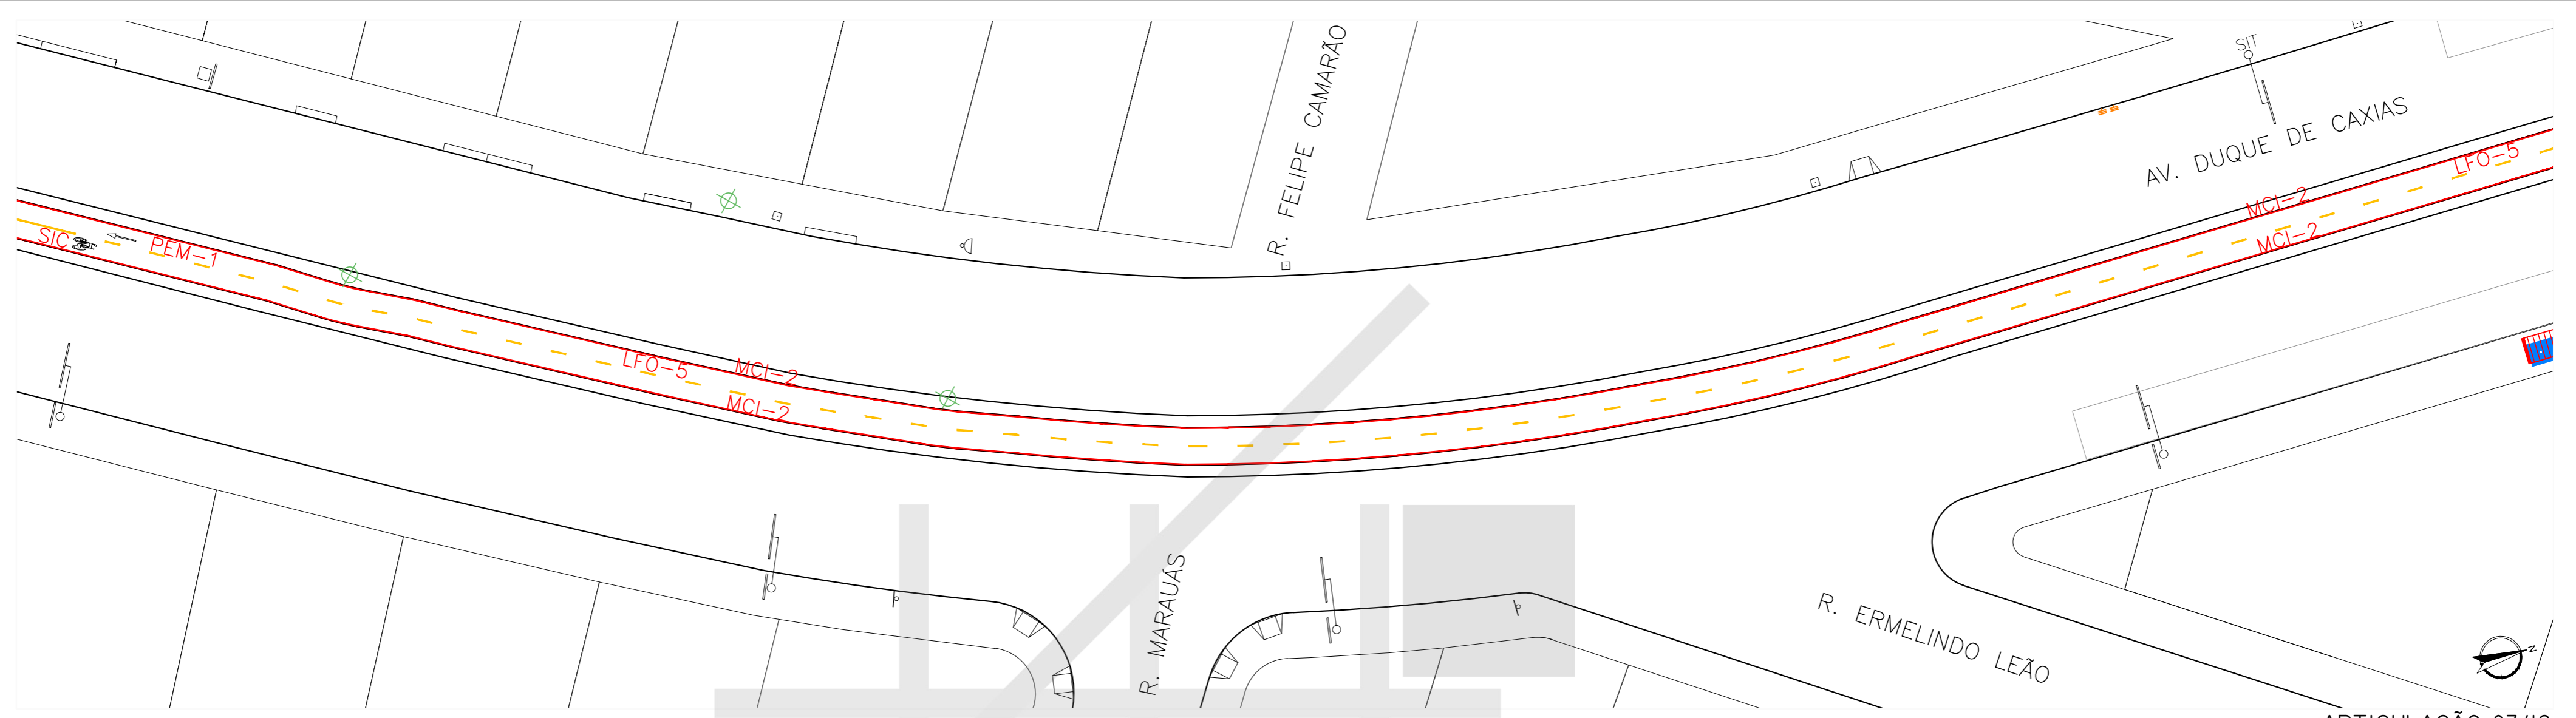 SIT
R. FELIPE CAMARÃO
AV. DUQUE DE CAXIAS
LFO-5
MCI-2
MCI-2
SIC
PEM-1
LFO-5
MCI-2
MCI-2
R. MARAUÁS
R. ERMELINDO LEÃO
N